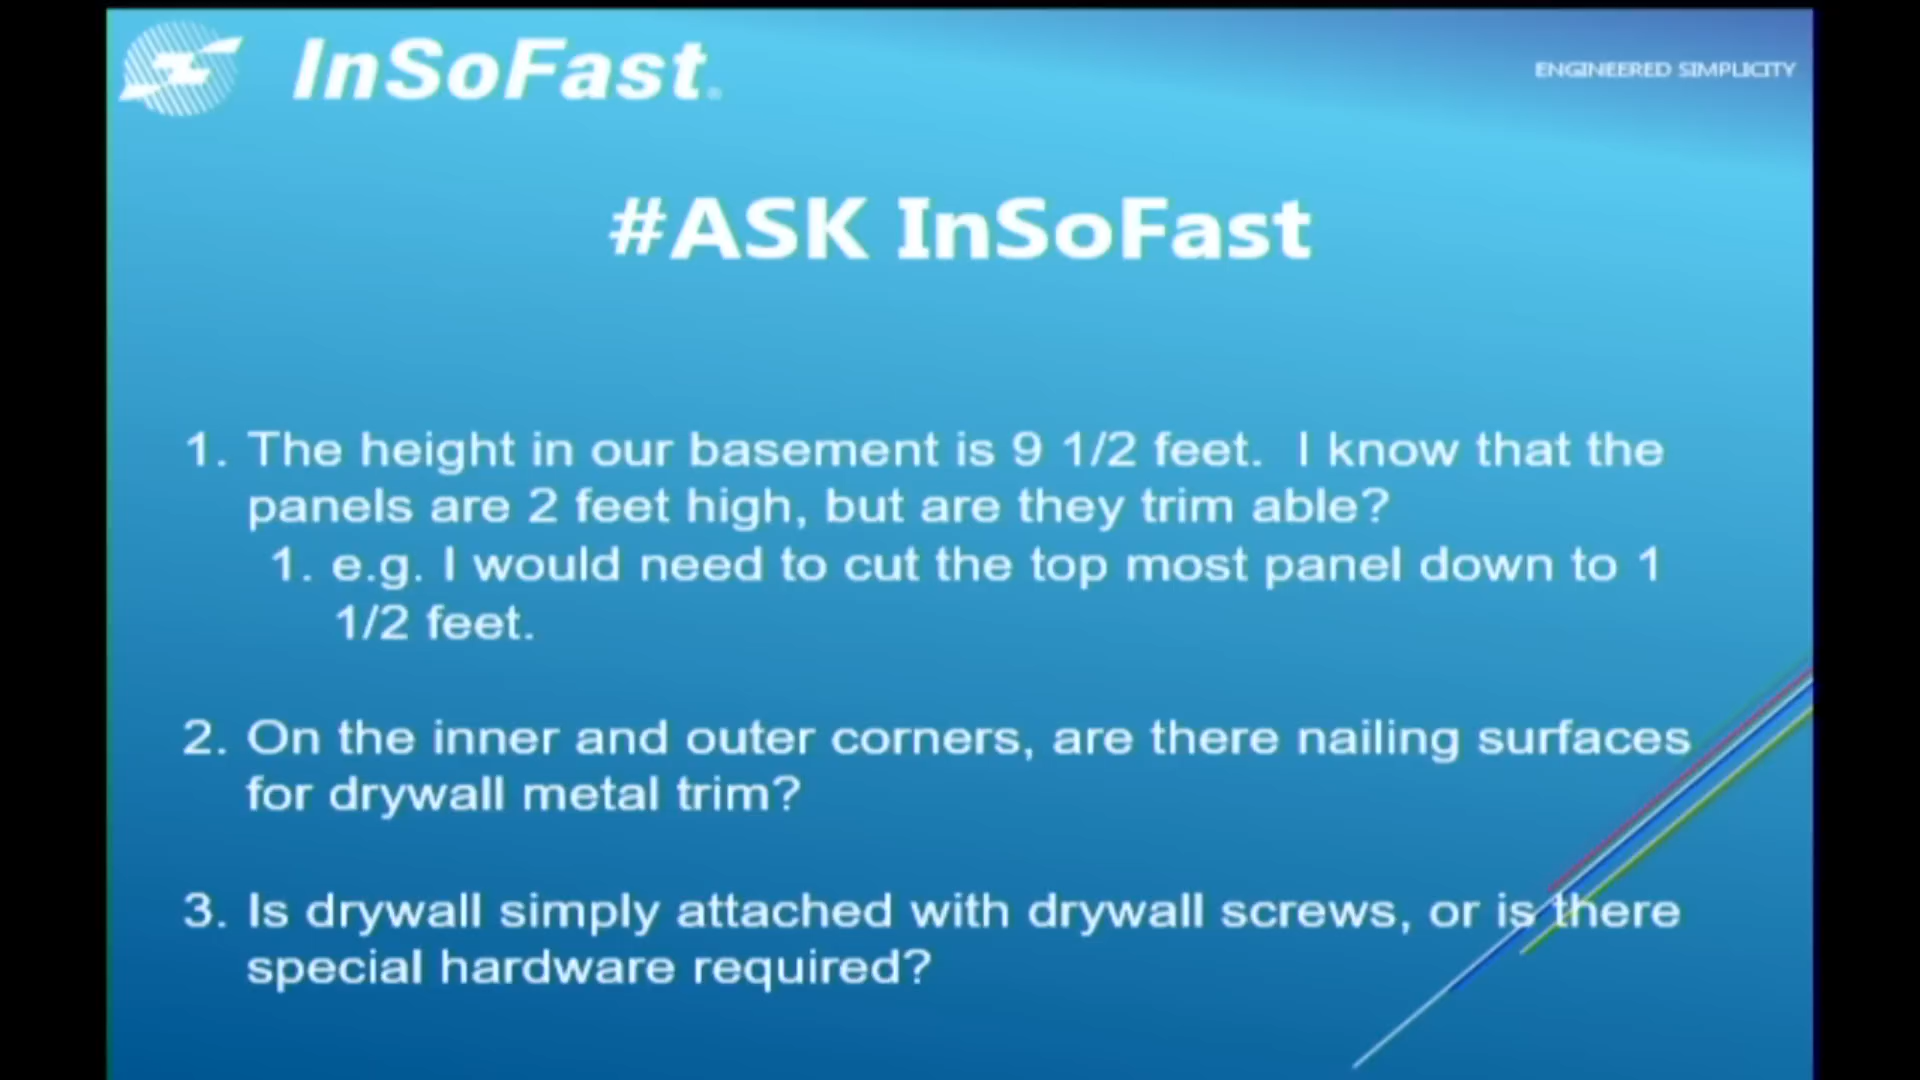 InSoFast®
ENGINEERED SIMPLICITY
#ASK InSoFast
1. The height in our basement is 9 1/2 feet. I know that the
panels are 2 feet high, but are they trim able?
1. e.g. I would need to cut the top most panel down to 1
1/2 feet.
2. On the inner and outer corners, are there nailing surfaces
for drywall metal trim?
3. Is drywall simply attached with drywall screws, or is there
special hardware required?